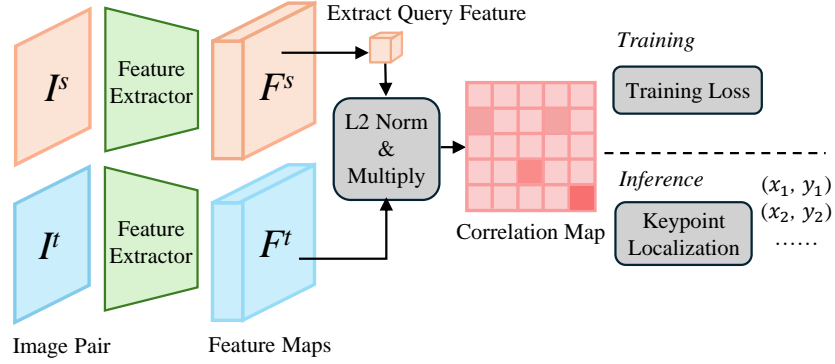 Extract Query Feature
I^s
Feature
Extractor
F^s
L2 Norm
&
Multiply
Training
Training Loss
I^t
Feature
Extractor
F^t
Correlation Map
Inference
Keypoint
Localization
(x₁, y₁)
(x₂, y₂)
......
Image Pair
Feature Maps